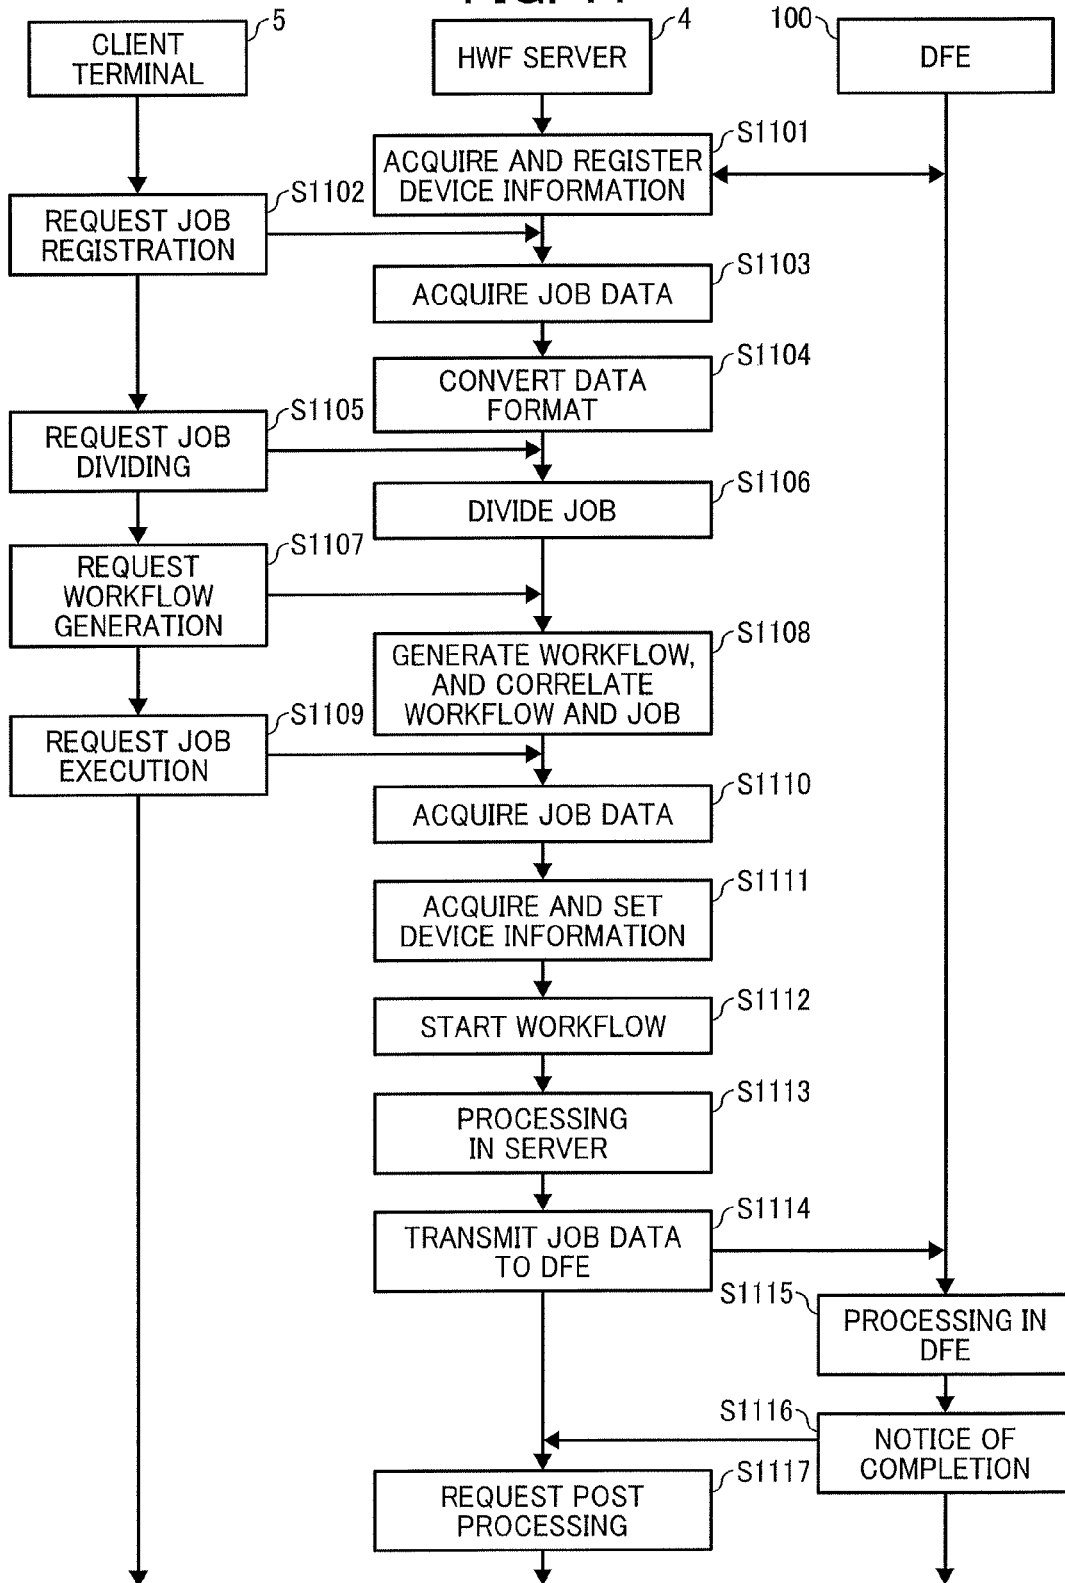 5
4
100
CLIENT
TERMINAL
HWF SERVER
DFE
S1101
ACQUIRE AND REGISTER
DEVICE INFORMATION
S1102
REQUEST JOB
REGISTRATION
S1103
ACQUIRE JOB DATA
S1104
CONVERT DATA
FORMAT
S1105
REQUEST JOB
DIVIDING
S1106
DIVIDE JOB
S1107
REQUEST
WORKFLOW
GENERATION
S1108
GENERATE WORKFLOW,
AND CORRELATE
WORKFLOW AND JOB
S1109
REQUEST JOB
EXECUTION
S1110
ACQUIRE JOB DATA
S1111
ACQUIRE AND SET
DEVICE INFORMATION
S1112
START WORKFLOW
S1113
PROCESSING
IN SERVER
S1114
TRANSMIT JOB DATA
TO DFE
S1115
PROCESSING IN
DFE
S1116
NOTICE OF
COMPLETION
S1117
REQUEST POST
PROCESSING